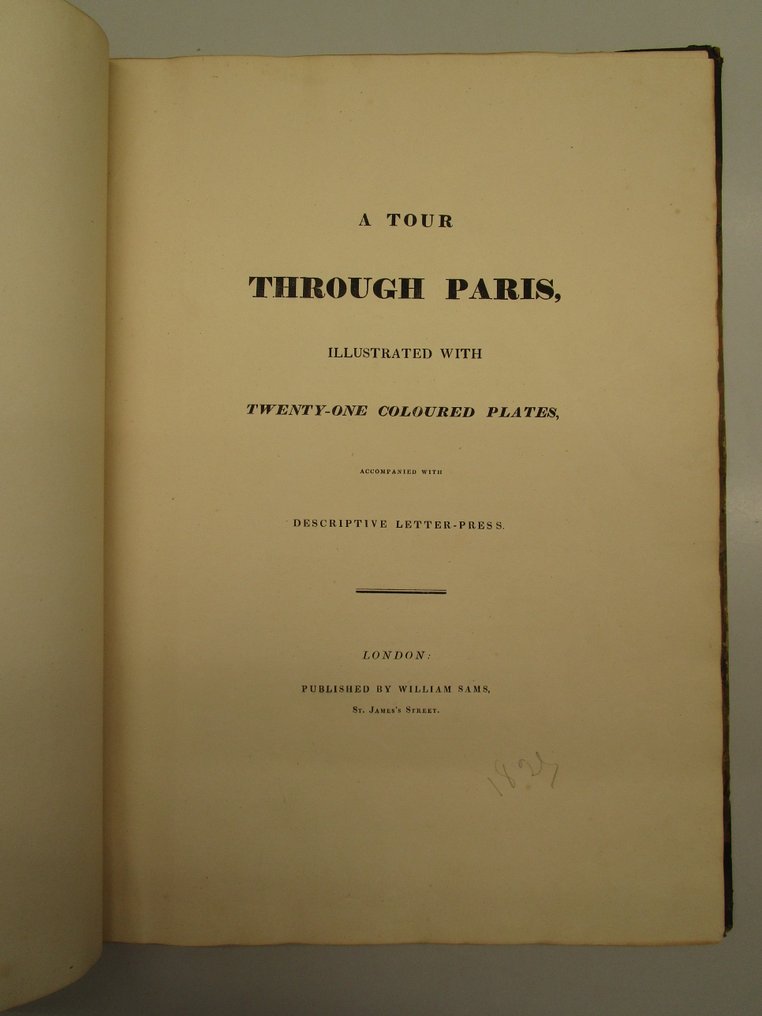 A TOUR
THROUGH PARIS,
ILLUSTRATED WITH
TWENTY-ONE COLOURED PLATES,
ACCOMPANIED WITH
DESCRIPTIVE LETTER-PRESS.
LONDON:
PUBLISHED BY WILLIAM SAMS,
ST. JAMES'S STREET.